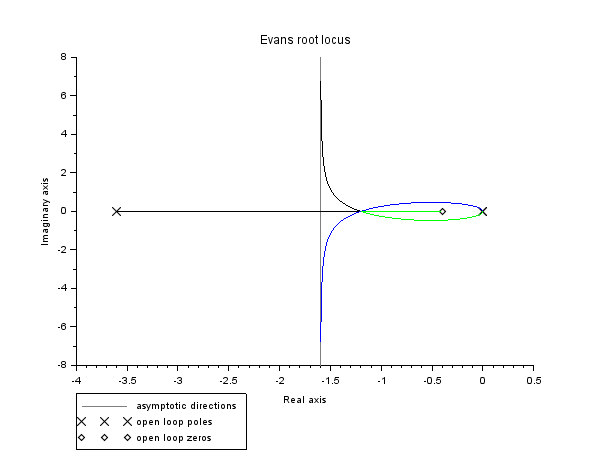 Evans root locus
8
6
4
2
0
-2
-4
-6
-8
Imaginary axis
-4 -3.5 -3 -2.5 -2 -1.5 -1 -0.5 0 0.5
Real axis
asymptotic directions
open loop poles
open loop zeros